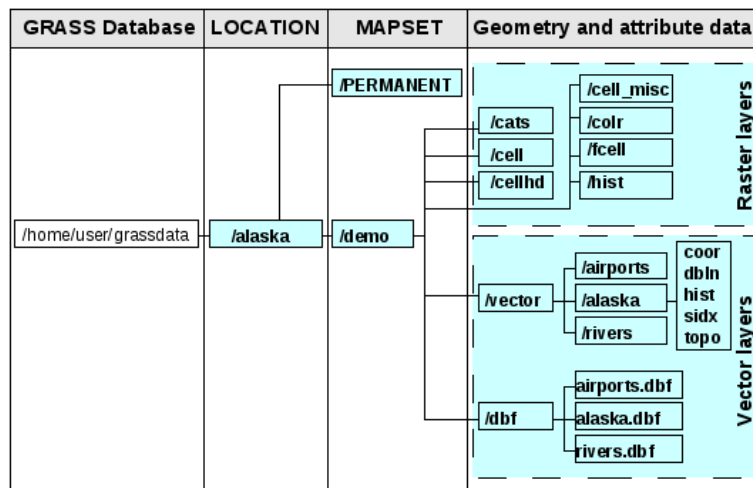 GRASS Database
LOCATION
MAPSET
Geometry and attribute data
/home/user/grassdata
/alaska
/PERMANENT
/demo
/cats
/cell
/cellhd
/cell_misc
/colr
/fcell
/hist
Raster layers
/vector
/airports
/alaska
/rivers
coor
dbln
hist
sidx
topo
/dbf
airports.dbf
alaska.dbf
rivers.dbf
Vector layers